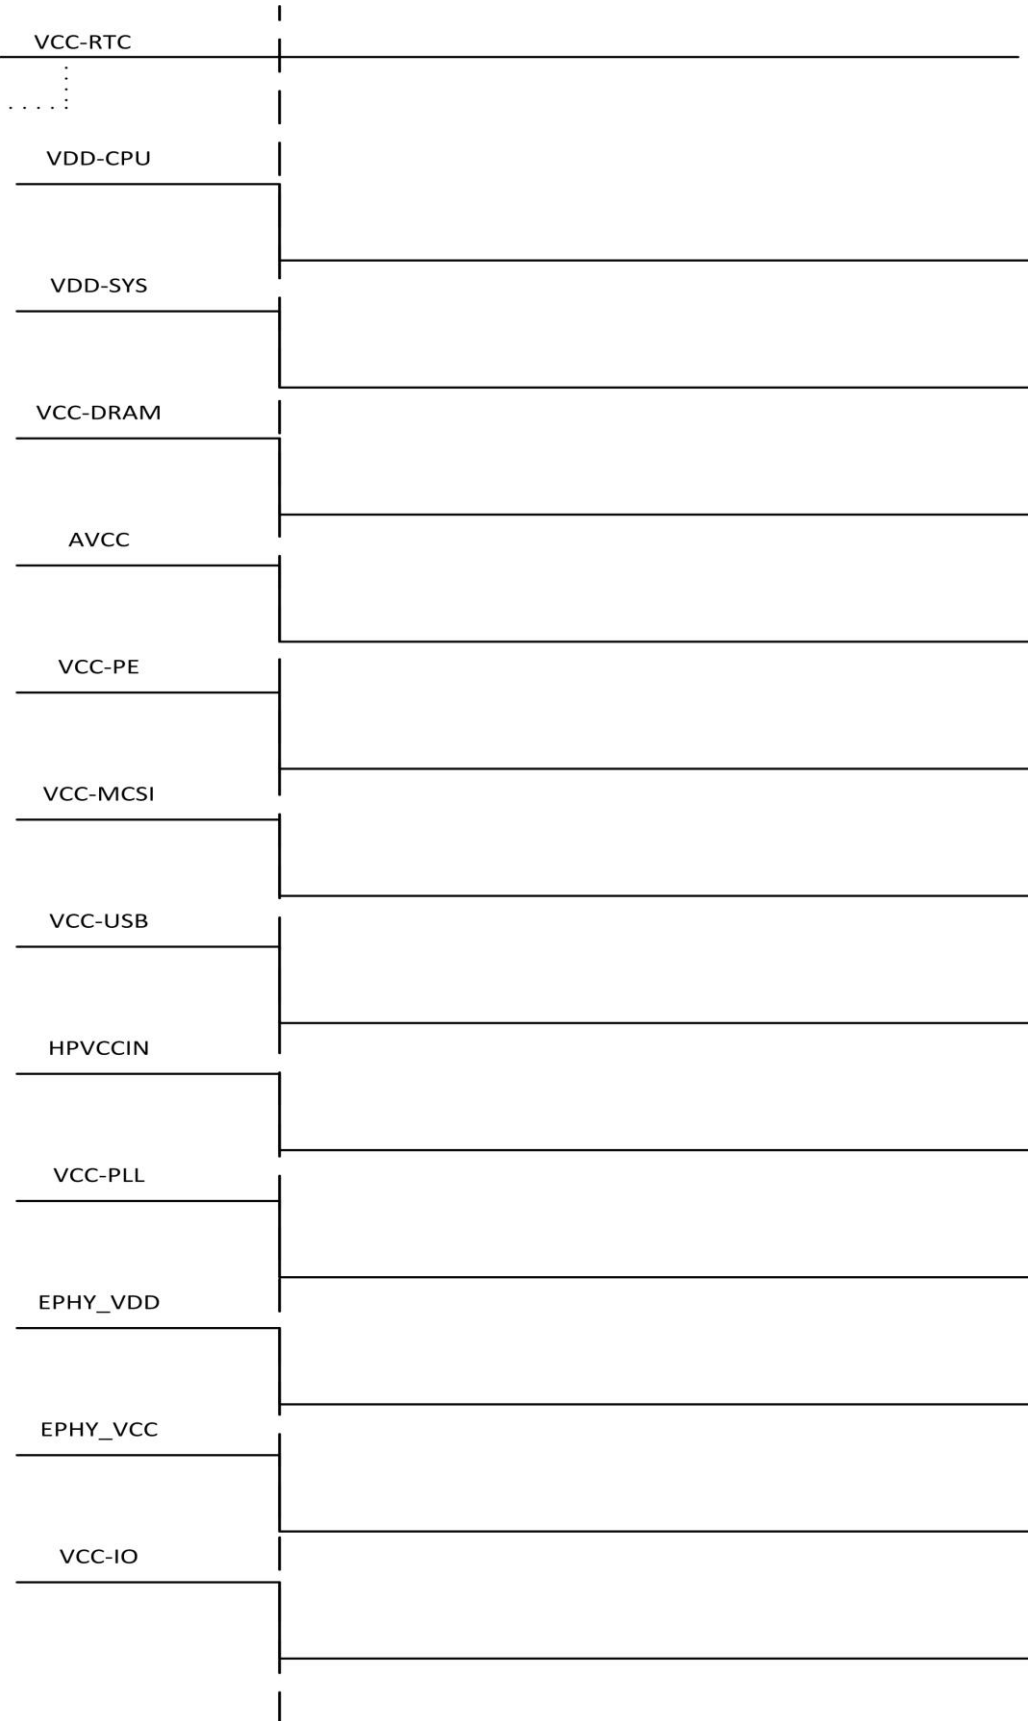 VCC-RTC
VDD-CPU
VDD-SYS
VCC-DRAM
AVCC
VCC-PE
VCC-MCSI
VCC-USB
HPVCCIN
VCC-PLL
EPHY_VDD
EPHY_VCC
VCC-IO